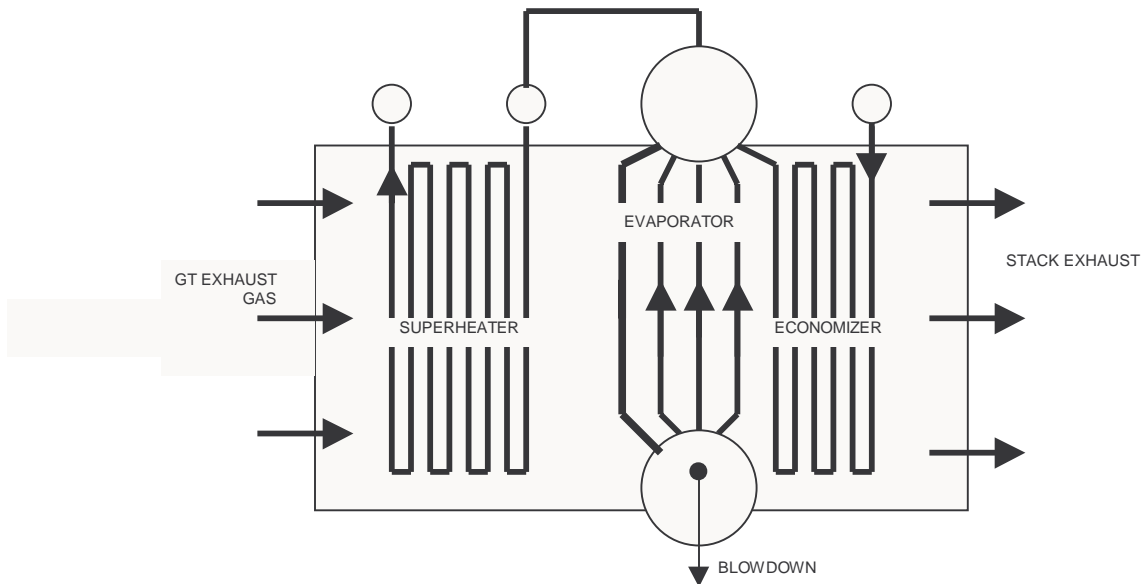 EVAPORATOR
STACK EXHAUST
GT EXHAUST
GAS
SUPERHEATER
ECONOMIZER
BLOWDOWN